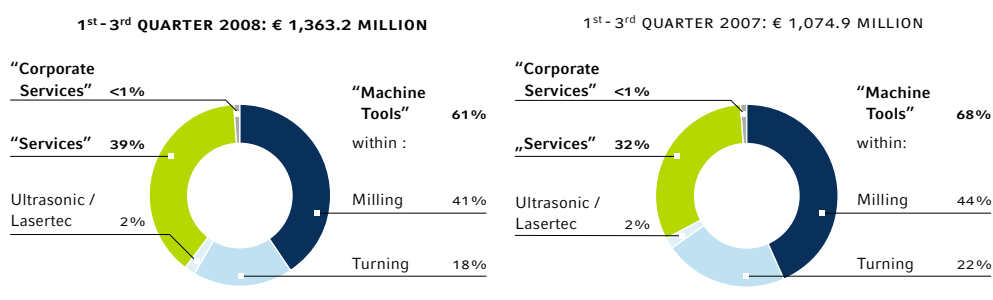 1st - 3rd QUARTER 2008: € 1,363.2 MILLION
“Corporate
Services” <1%
“Machine
Tools” 61%
“Services” 39%
within :
Ultrasonic /
Lasertec 2%
Milling 41%
Turning 18%
1st - 3rd QUARTER 2007: € 1,074.9 MILLION
“Corporate
Services” <1%
“Machine
Tools” 68%
„Services” 32%
within:
Ultrasonic /
Lasertec 2%
Milling 44%
Turning 22%